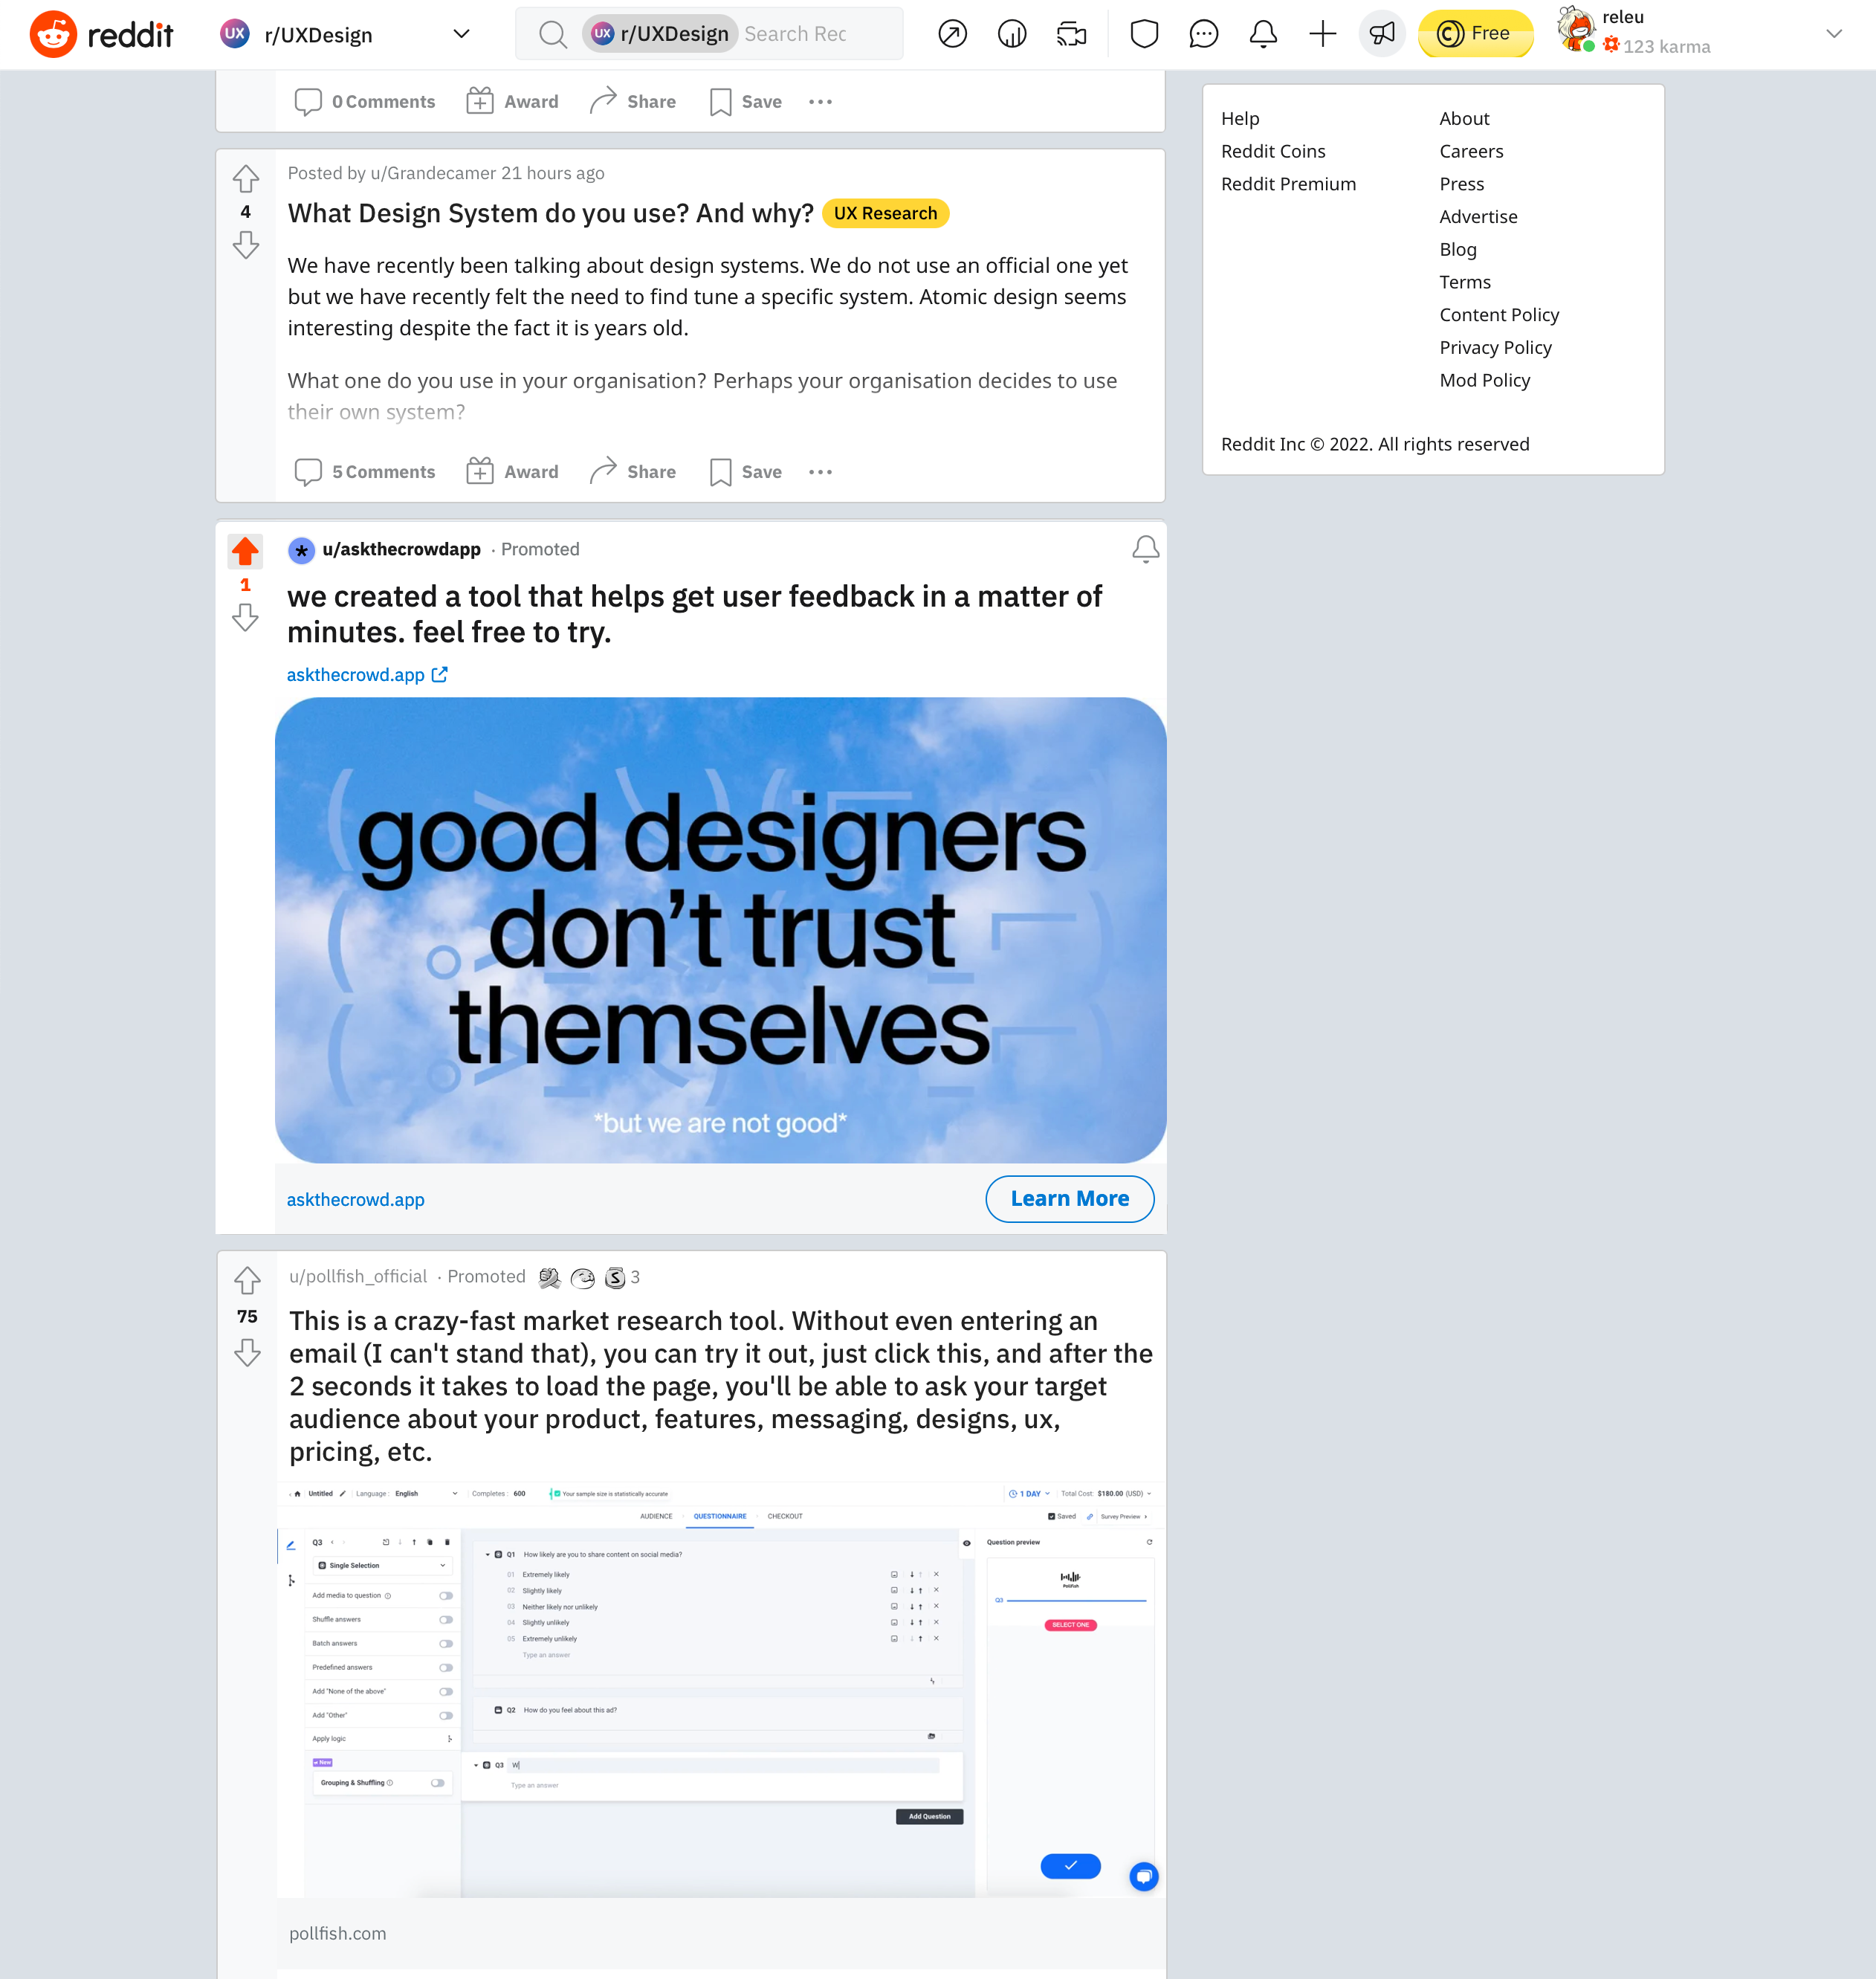 reddit
UX r/UXDesign
UX r/UXDesign Search Rec
Free
releu
123 karma
0 Comments Award Share Save
Posted by u/Grandecamer 21 hours ago
4
What Design System do you use? And why? UX Research
We have recently been talking about design systems. We do not use an official one yet
but we have recently felt the need to find tune a specific system. Atomic design seems
interesting despite the fact it is years old.
What one do you use in your organisation? Perhaps your organisation decides to use
their own system?
5 Comments Award Share Save
Help
Reddit Coins
Reddit Premium
About
Careers
Press
Advertise
Blog
Terms
Content Policy
Privacy Policy
Mod Policy
Reddit Inc © 2022. All rights reserved
1
u/askthecrowdapp · Promoted
we created a tool that helps get user feedback in a matter of
minutes. feel free to try.
askthecrowd.app
good designers
don’t trust
themselves
*but we are not good*
askthecrowd.app
Learn More
75
u/pollfish_official · Promoted 3
This is a crazy-fast market research tool. Without even entering an
email (I can't stand that), you can try it out, just click this, and after the
2 seconds it takes to load the page, you'll be able to ask your target
audience about your product, features, messaging, designs, ux,
pricing, etc.
Untitled Language : English Completes : 600 Your sample size is statistically accurate 1 DAY Total Cost: $180.00 (USD)
AUDIENCE QUESTIONNAIRE CHECKOUT Saved Survey Preview
Q3
Single Selection
Add media to question
Shuffle answers
Batch answers
Predefined answers
Add "None of the above"
Add "Other"
Apply logic
New
Grouping & Shuffling
Q1 How likely are you to share content on social media?
01 Extremely likely
02 Slightly likely
03 Neither likely nor unlikely
04 Slightly unlikely
05 Extremely unlikely
Type an answer
Q2 How do you feel about this ad?
Q3 W
Type an answer
Add Question
Question preview
Pollfish
Q3
SELECT ONE
pollfish.com